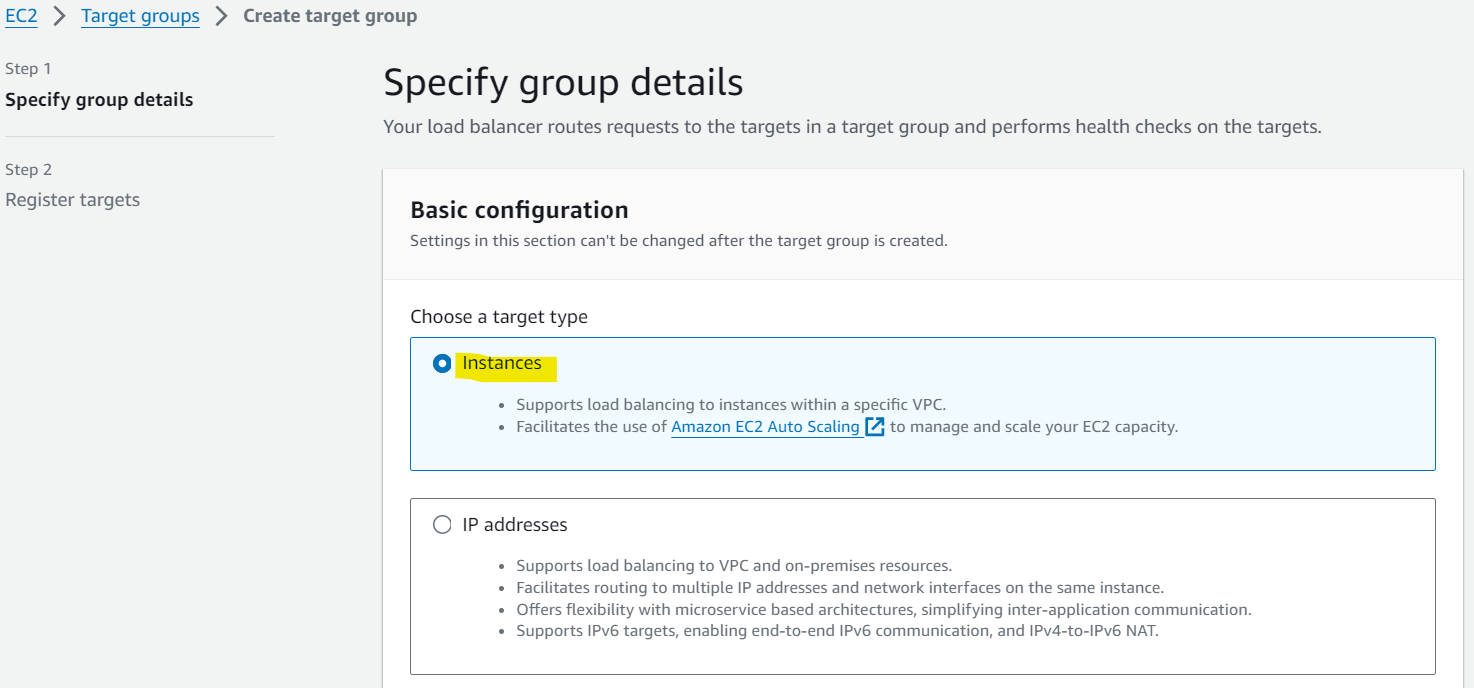 EC2 > Target groups > Create target group
Step 1
Specify group details
Step 2
Register targets
Specify group details
Your load balancer routes requests to the targets in a target group and performs health checks on the targets.
Basic configuration
Settings in this section can't be changed after the target group is created.
Choose a target type
Instances
• Supports load balancing to instances within a specific VPC.
• Facilitates the use of Amazon EC2 Auto Scaling to manage and scale your EC2 capacity.
IP addresses
• Supports load balancing to VPC and on-premises resources.
• Facilitates routing to multiple IP addresses and network interfaces on the same instance.
• Offers flexibility with microservice based architectures, simplifying inter-application communication.
• Supports IPv6 targets, enabling end-to-end IPv6 communication, and IPv4-to-IPv6 NAT.